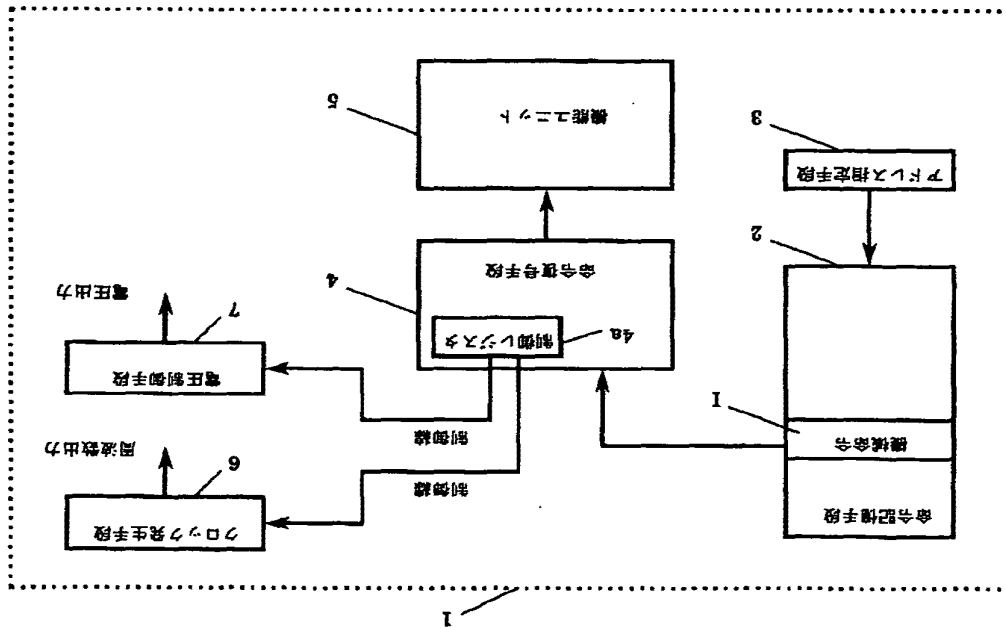 1
命令記憶手段
クロック発生手段
制御線
6
機械命令
制御線
周波数出力
I
電圧制御手段
制御レジスタ
4a
7
4
電圧出力
命令復号手段
2
アドレス指定手段
3
機能ユニット
5